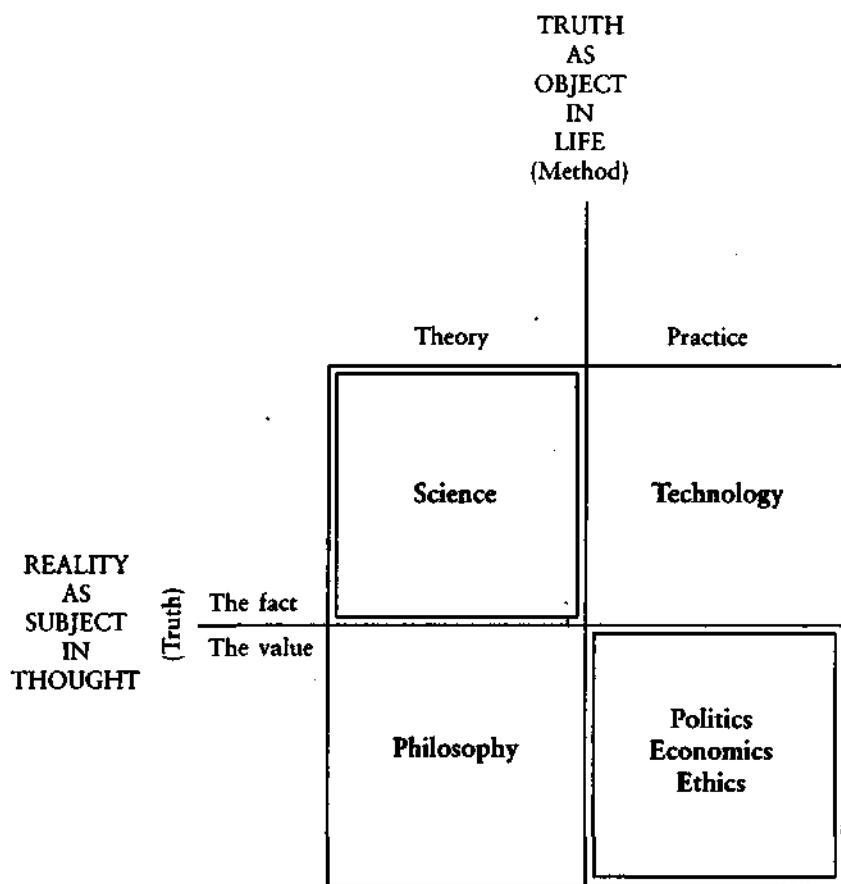 TRUTH
AS
OBJECT
IN
LIFE
(Method)
Theory Practice
Science Technology
REALITY
AS
SUBJECT
IN
THOUGHT
(Truth)
The fact
The value
Philosophy
Politics
Economics
Ethics